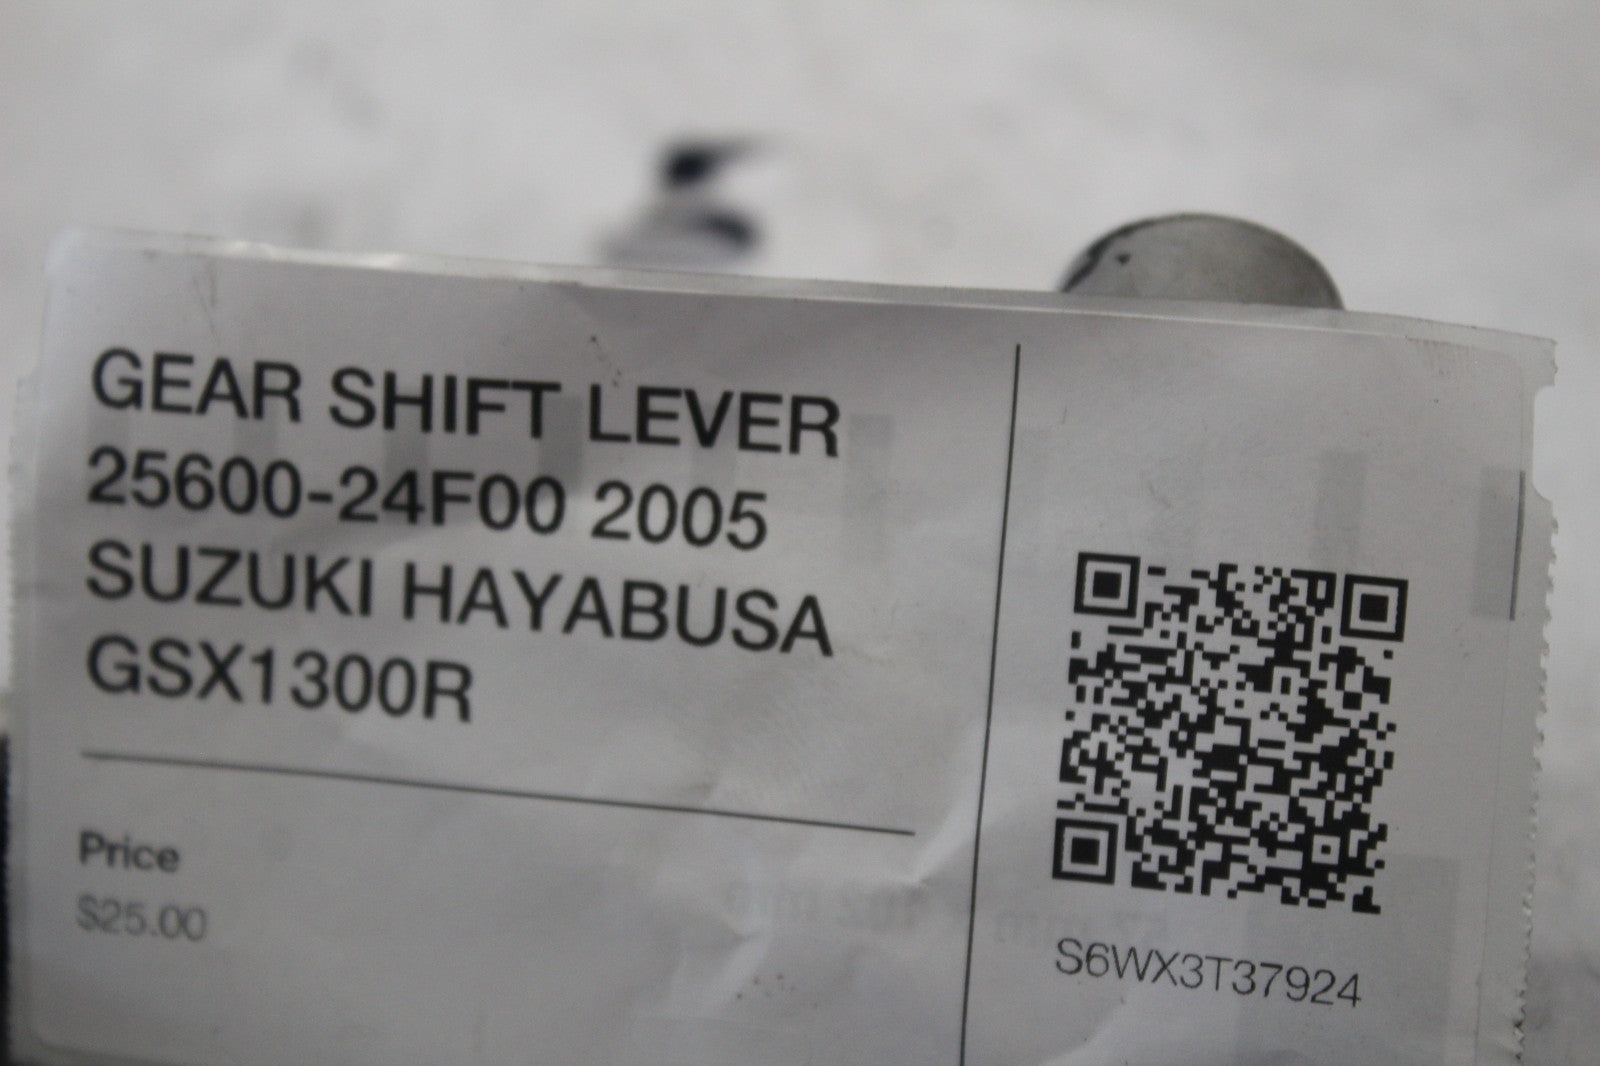 GEAR SHIFT LEVER
25600-24F00 2005
SUZUKI HAYABUSA
GSX1300R
Price
$25.00
S6WX3T37924